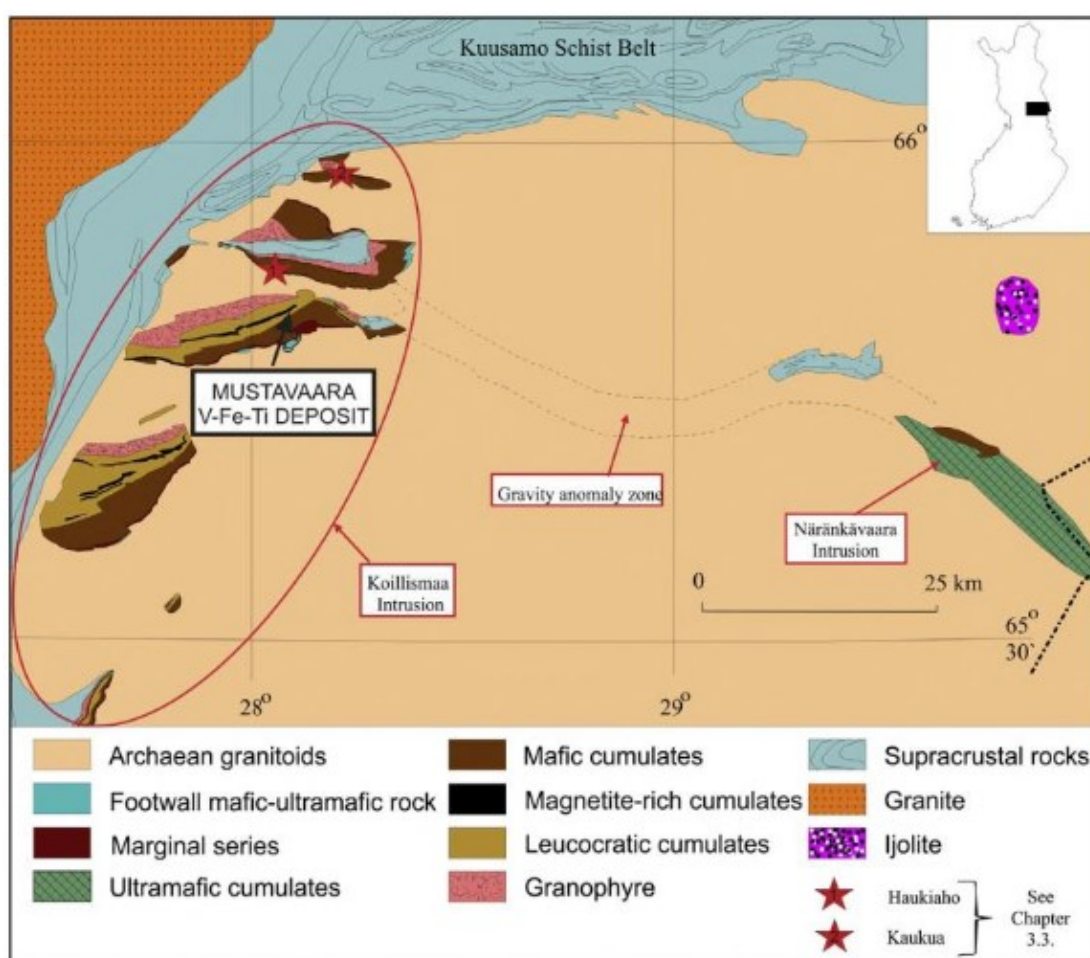 Kuusamo Schist Belt
66°
MUSTAVAARA
V-Fe-Ti DEPOSIT
Gravity anomaly zone
Näränkävaara
Intrusion
Koillismaa
Intrusion
0 25 km
65°
30`
28° 29°
Archaean granitoids
Footwall mafic-ultramafic rock
Marginal series
Ultramafic cumulates
Mafic cumulates
Magnetite-rich cumulates
Leucocratic cumulates
Granophyre
Supracrustal rocks
Granite
Ijolite
Haukiaho
Kaukua
See
Chapter
3.3.